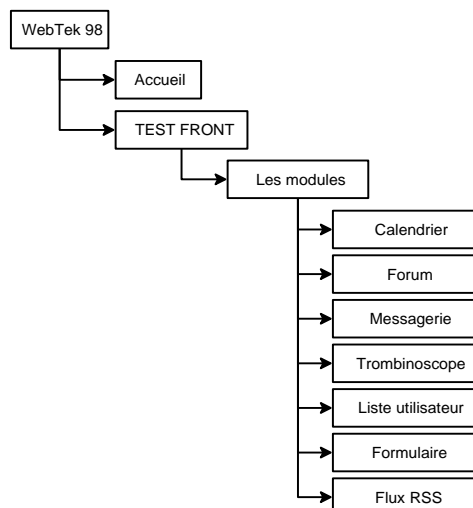 WebTek 98
Accueil
TEST FRONT
Les modules
Calendrier
Forum
Messagerie
Trombinoscope
Liste utilisateur
Formulaire
Flux RSS